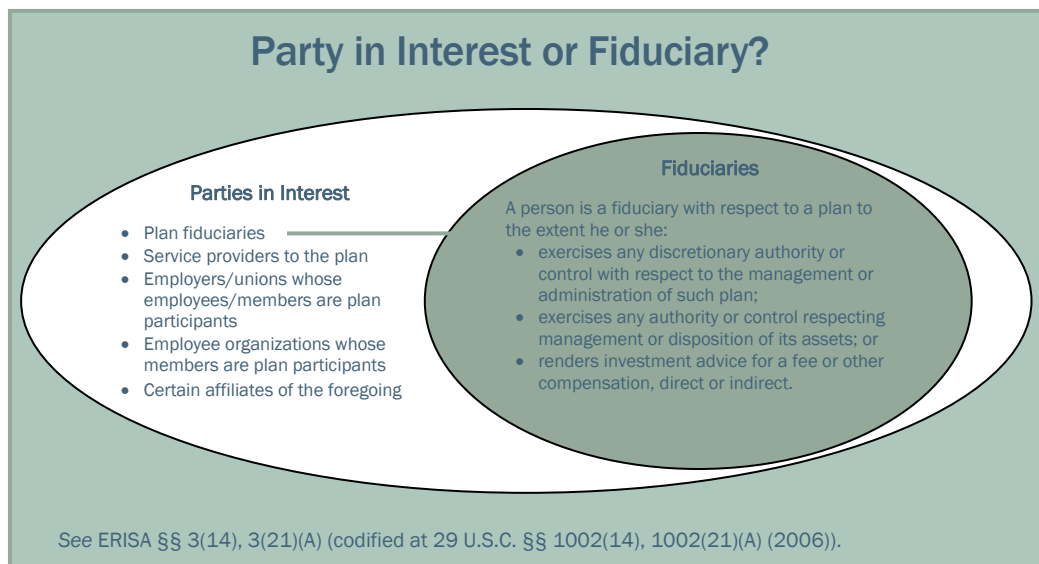 Party in Interest or Fiduciary?
Parties in Interest
• Plan fiduciaries
• Service providers to the plan
• Employers/unions whose
employees/members are plan
participants
• Employee organizations whose
members are plan participants
• Certain affiliates of the foregoing
Fiduciaries
A person is a fiduciary with respect to a plan to
the extent he or she:
• exercises any discretionary authority or
control with respect to the management or
administration of such plan;
• exercises any authority or control respecting
management or disposition of its assets; or
• renders investment advice for a fee or other
compensation, direct or indirect.
See ERISA §§ 3(14), 3(21)(A) (codified at 29 U.S.C. §§ 1002(14), 1002(21)(A) (2006)).